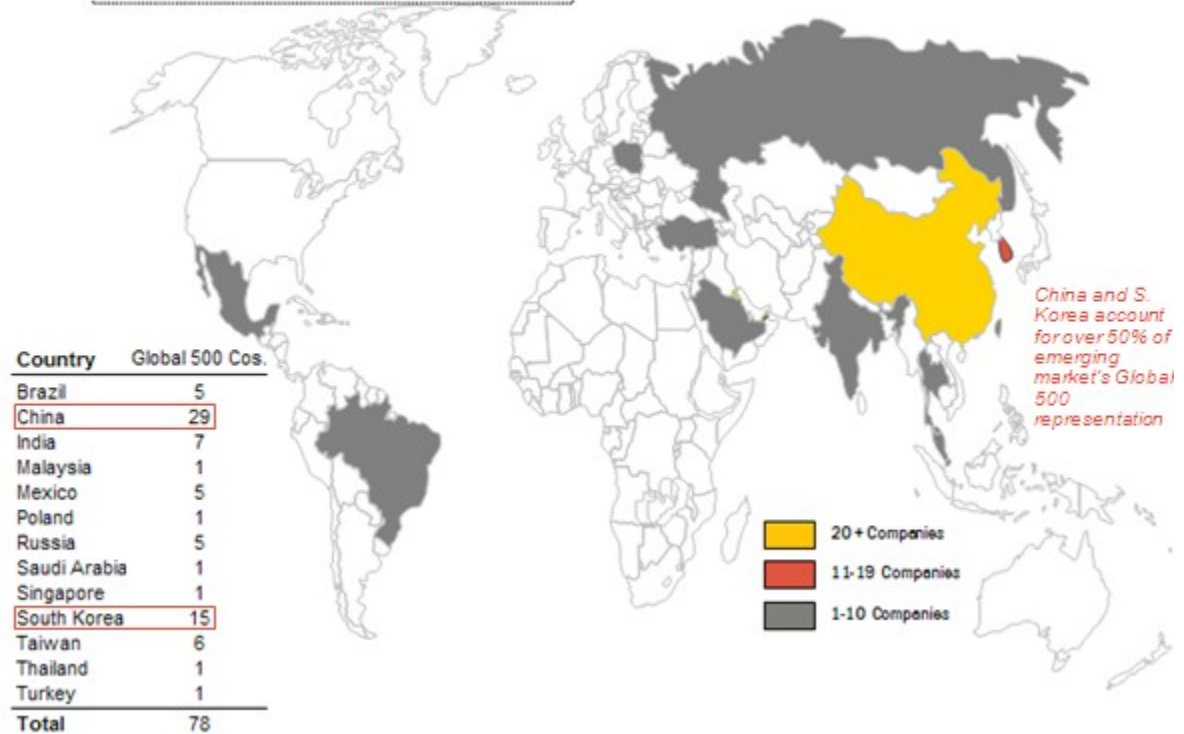 Country Global 500 Cos.
Brazil 5
China 29
India 7
Malaysia 1
Mexico 5
Poland 1
Russia 5
Saudi Arabia 1
Singapore 1
South Korea 15
Taiwan 6
Thailand 1
Turkey 1
Total 78
China and S.
Korea account
for over 50% of
emerging
market's Global
500
representation
20+ Companies
11-19 Companies
1-10 Companies